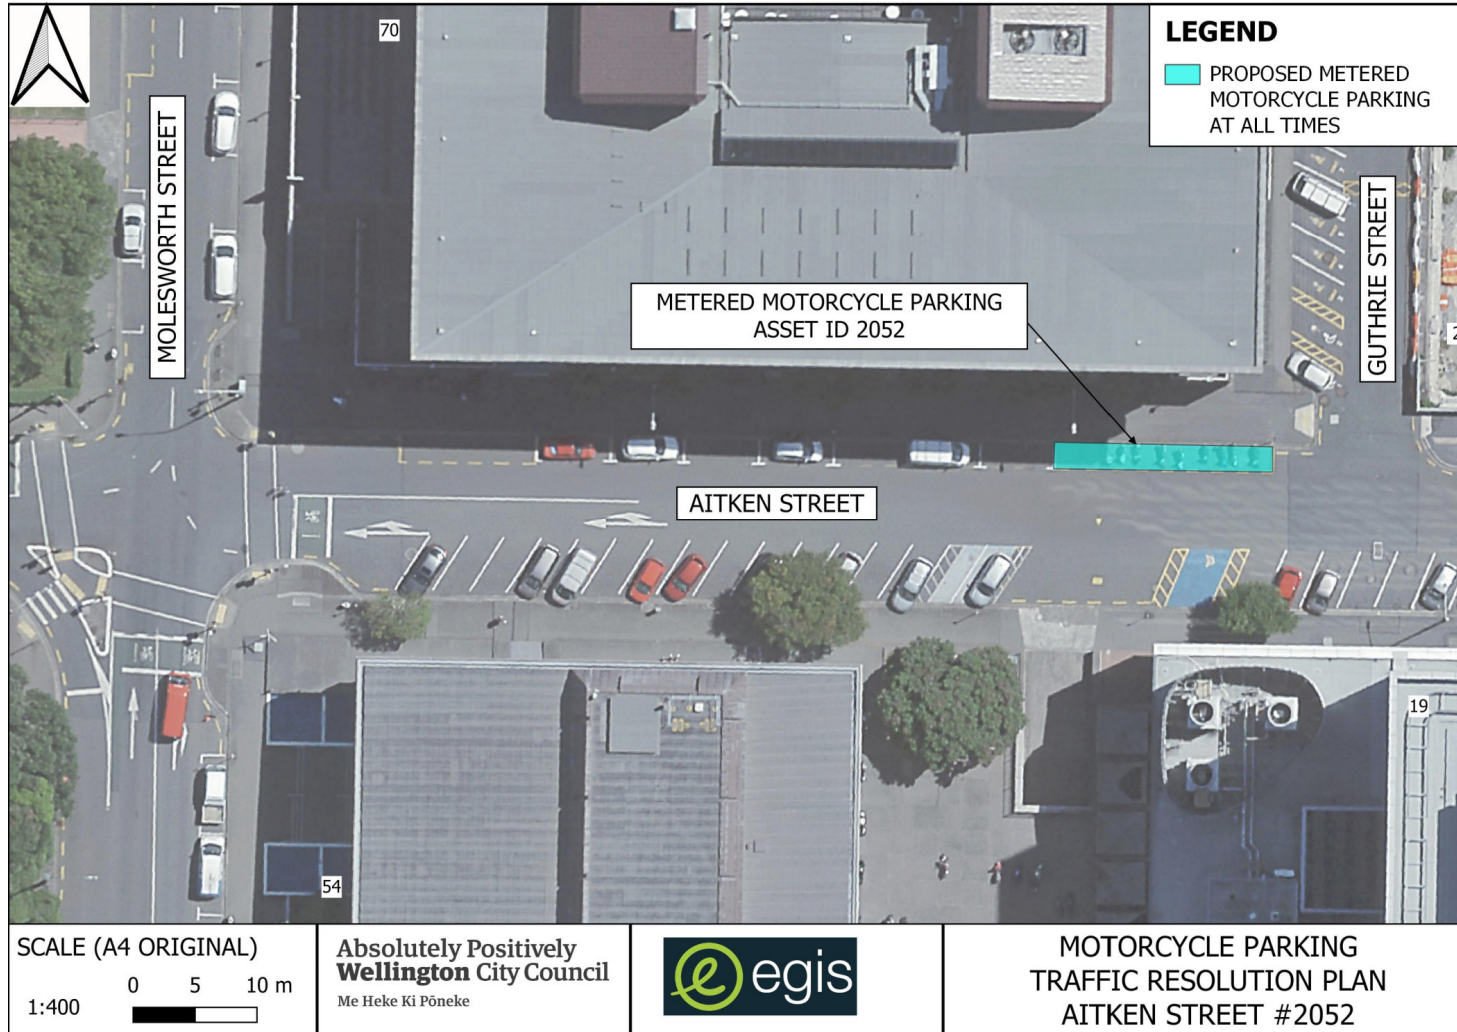 70
LEGEND
PROPOSED METERED
MOTORCYCLE PARKING
AT ALL TIMES
MOLESWORTH STREET
GUTHRIE STREET
METERED MOTORCYCLE PARKING
ASSET ID 2052
2
AITKEN STREET
19
54
SCALE (A4 ORIGINAL)
0 5 10 m
1:400
Absolutely Positively
Wellington City Council
Me Heke Ki Pōneke
e egis
MOTORCYCLE PARKING
TRAFFIC RESOLUTION PLAN
AITKEN STREET #2052